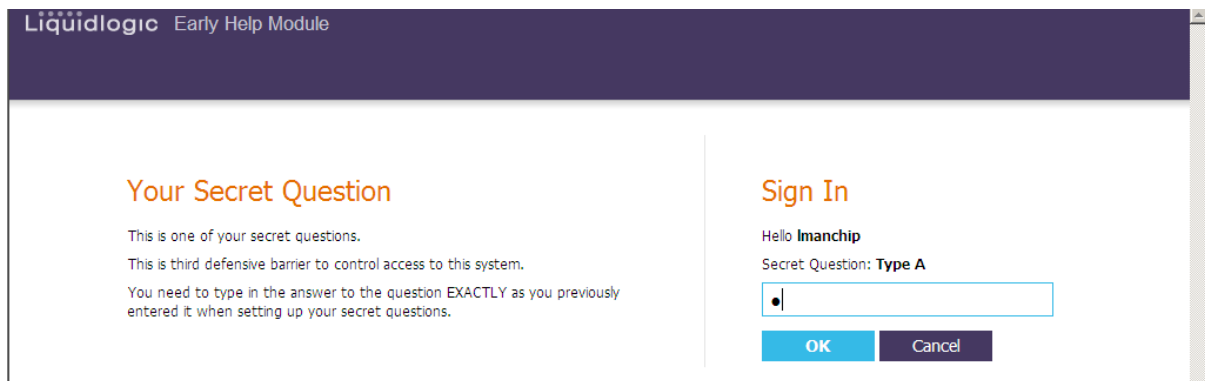 Liquidlogic Early Help Module
Your Secret Question
This is one of your secret questions.
This is third defensive barrier to control access to this system.
You need to type in the answer to the question EXACTLY as you previously
entered it when setting up your secret questions.
Sign In
Hello lmanchip
Secret Question: Type A
●
OK Cancel